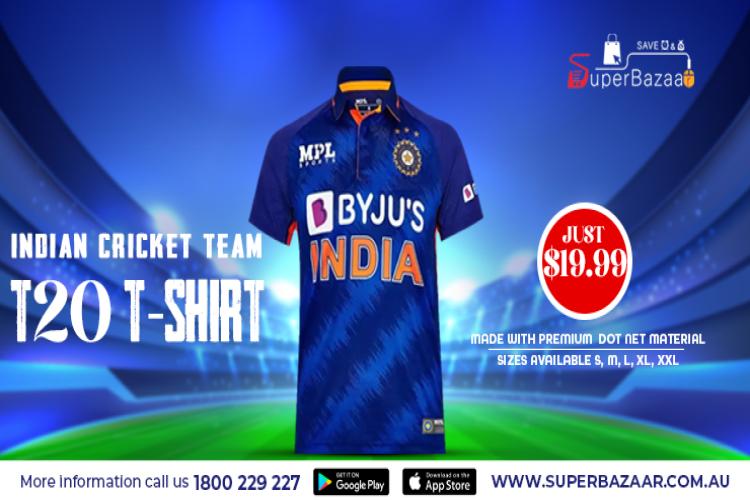 SAVE & 
SuperBazaa
MPL
SPORTS
BYJU'S
INDIA
INDIAN CRICKET TEAM
T20 T-SHIRT
JUST
$19.99
MADE WITH PREMIUM DOT NET MATERIAL
SIZES AVAILABLE S, M, L, XL, XXL
More information call us 1800 229 227
GET IT ON
Google Play
Download on the
App Store
WWW.SUPERBAZAAR.COM.AU